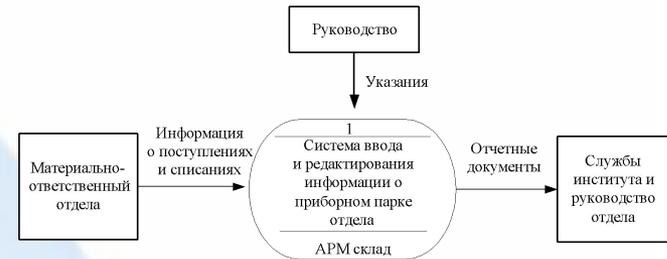 Руководство
Указания
Информация
о поступлениях
и списаниях
Материально-
ответственный
отдела
1
Система ввода
и редактирования
информации о
приборном парке
отдела
АРМ склад
Отчетные
документы
Службы
института и
руководство
отдела